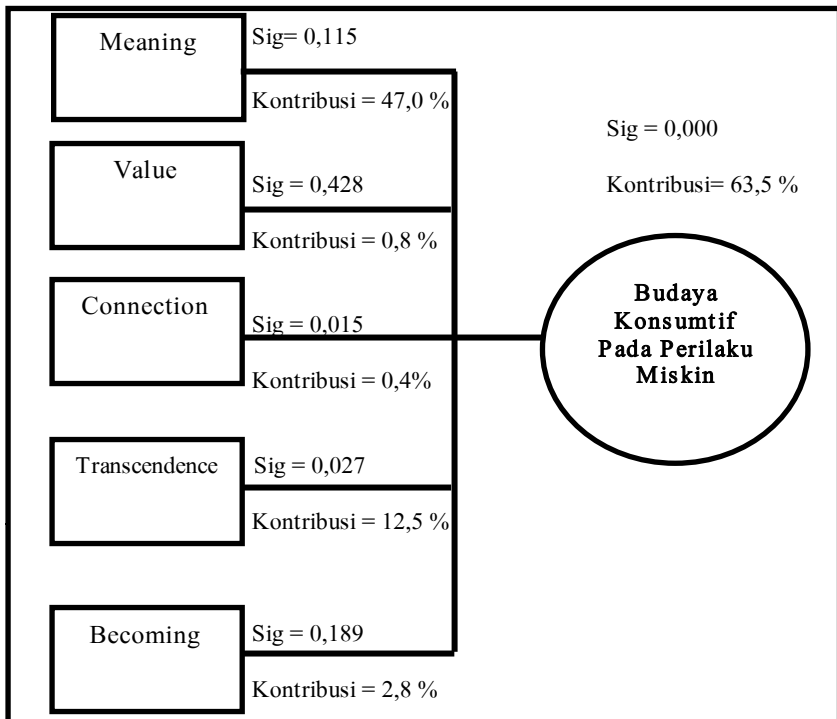 Meaning
Sig= 0,115
Kontribusi = 47,0 %
Value
Sig = 0,428
Kontribusi = 0,8 %
Connection
Sig = 0,015
Kontribusi = 0,4%
Transcendence
Sig = 0,027
Kontribusi = 12,5 %
Becoming
Sig = 0,189
Kontribusi = 2,8 %
Sig = 0,000
Kontribusi= 63,5 %
Budaya
Konsumtif
Pada Perilaku
Miskin